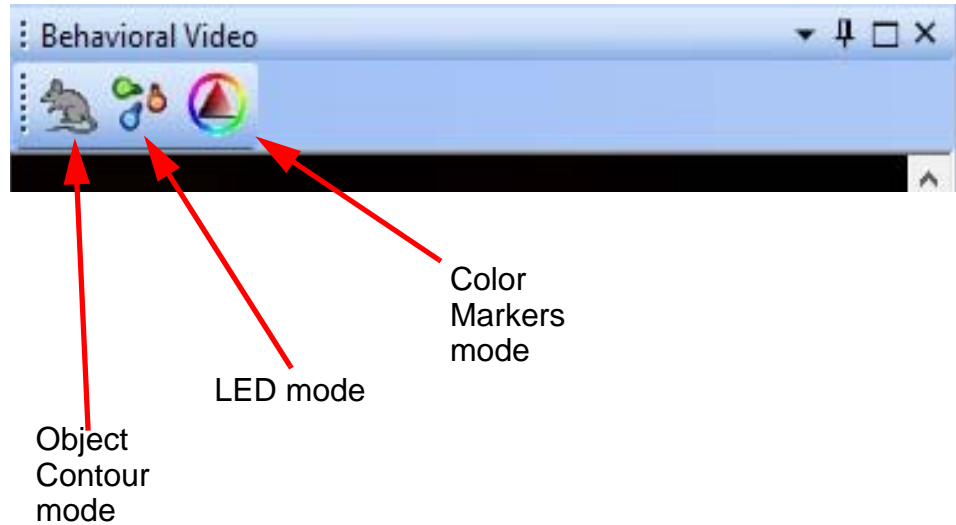 Behavioral Video
Color
Markers
mode
LED mode
Object
Contour
mode